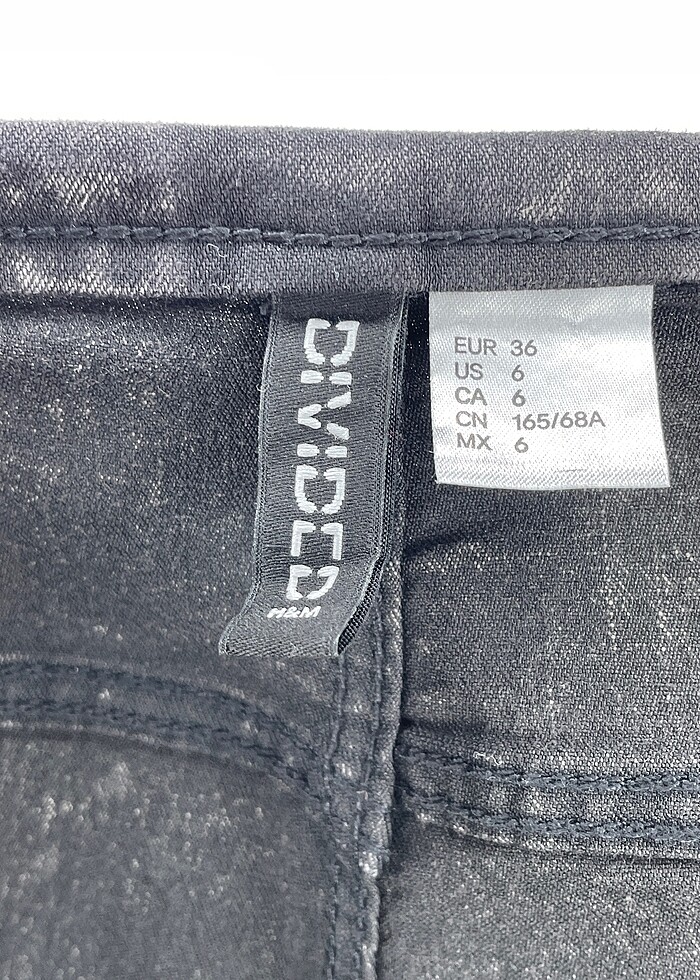 DIVIDED
H&M
EUR 36
US 6
CA 6
CN 165/68A
MX 6